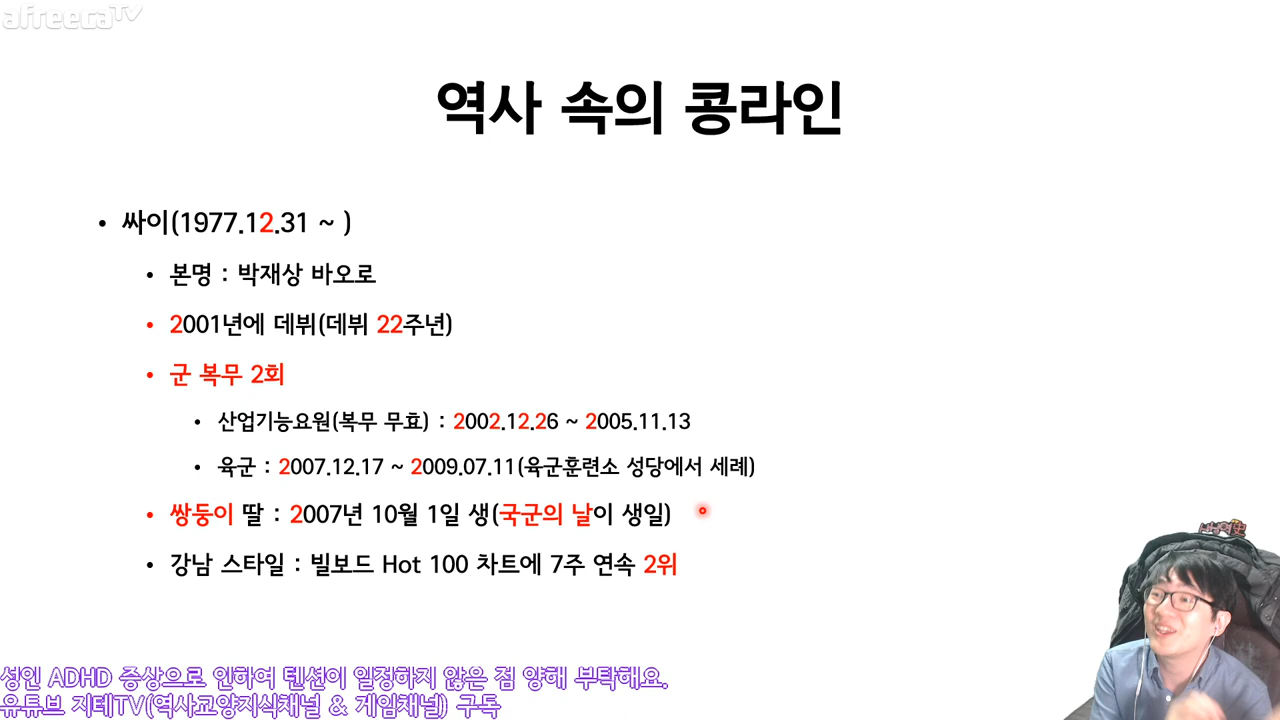 afreecaTV
역사 속의 콩라인
• 싸이(1977.12.31 ~ )
• 본명 : 박재상 바오로
• 2001년에 데뷔(데뷔 22주년)
• 군 복무 2회
• 산업기능요원(복무 무효) : 2002.12.26 ~ 2005.11.13
• 육군 : 2007.12.17 ~ 2009.07.11(육군훈련소 성당에서 세례)
• 쌍둥이 딸 : 2007년 10월 1일 생(국군의 날이 생일)
• 강남 스타일 : 빌보드 Hot 100 차트에 7주 연속 2위
성인 ADHD 증상으로 인하여 텐션이 일정하지 않은 점 양해 부탁해요.
유튜브 지테TV(역사교양지식채널 & 게임채널) 구독